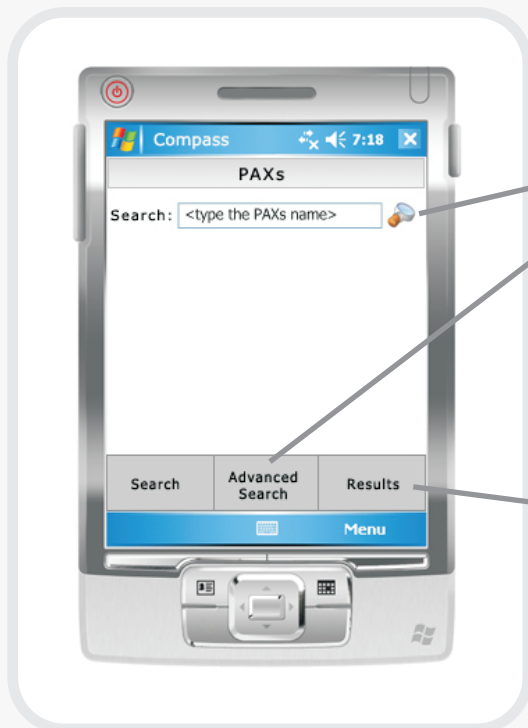 Compass 7:18
PAXs
Search: <type the PAXs name>
Search Advanced Search Results
Menu